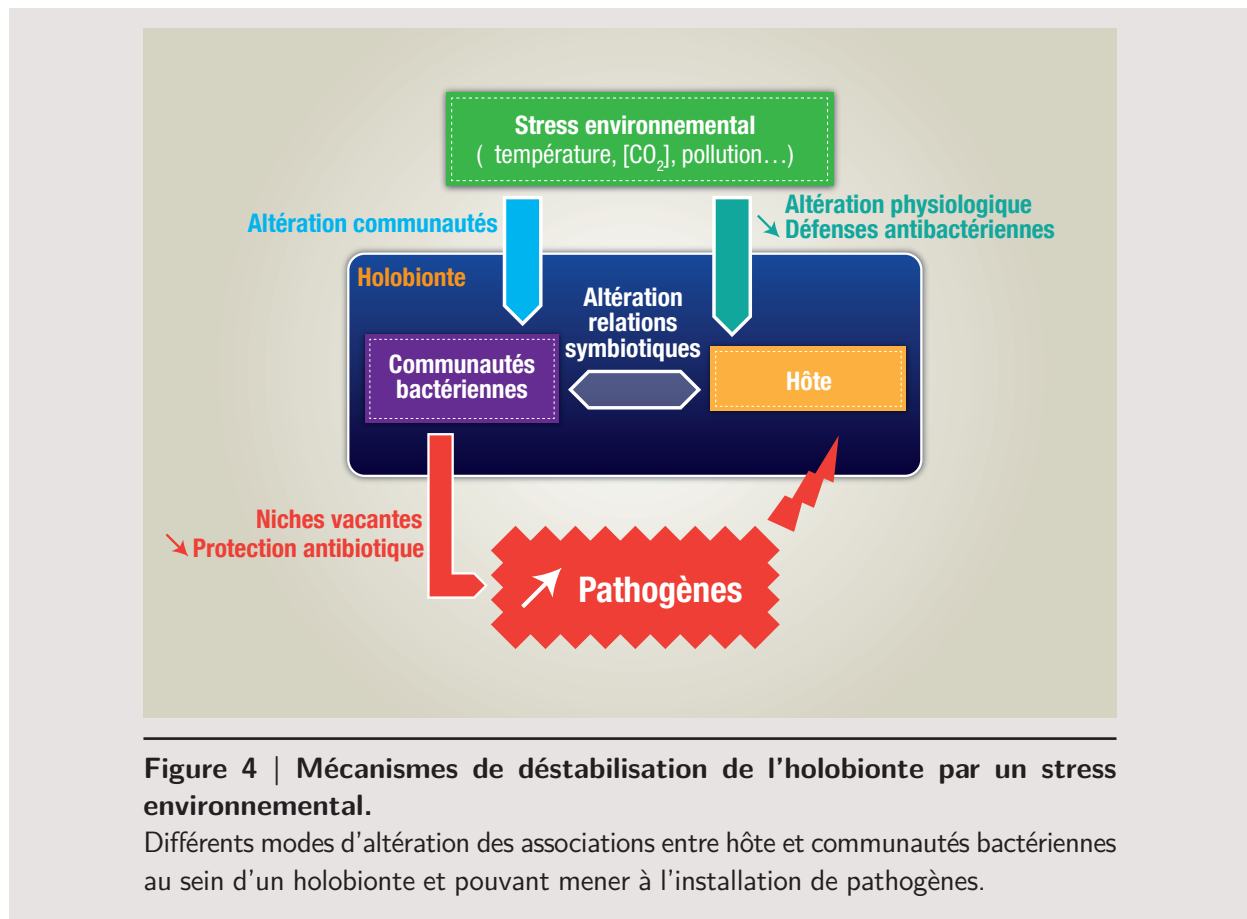 Stress environnemental
( température, [CO₂], pollution…)
Altération communautés
Altération physiologique
↘ Défenses antibactériennes
Holobionte
Altération
relations
symbiotiques
Communautés
bactériennes
Hôte
Niches vacantes
↘ Protection antibiotique
↗ Pathogènes
Figure 4 | Mécanismes de déstabilisation de l'holobionte par un stress
environnemental.
Différents modes d'altération des associations entre hôte et communautés bactériennes
au sein d'un holobionte et pouvant mener à l'installation de pathogènes.